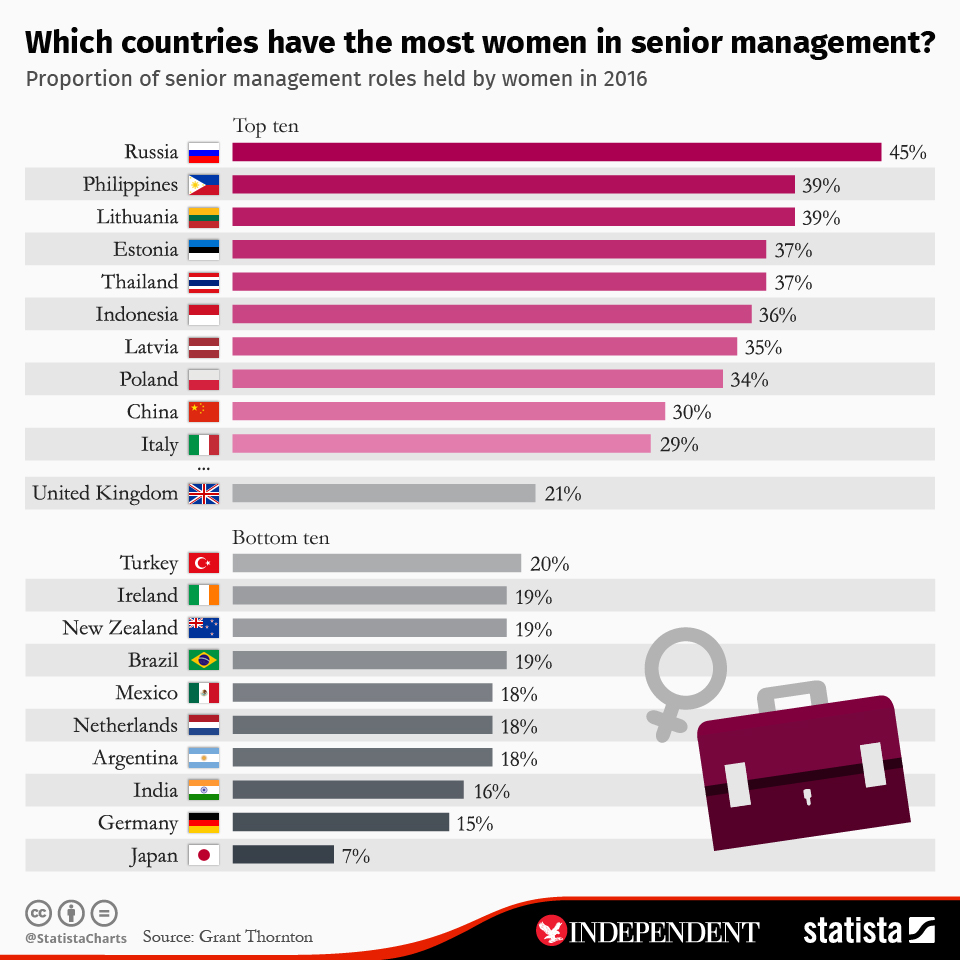 Which countries have the most women in senior management?
Proportion of senior management roles held by women in 2016
Top ten
Russia 45%
Philippines 39%
Lithuania 39%
Estonia 37%
Thailand 37%
Indonesia 36%
Latvia 35%
Poland 34%
China 30%
Italy 29%
...
United Kingdom 21%
Bottom ten
Turkey 20%
Ireland 19%
New Zealand 19%
Brazil 19%
Mexico 18%
Netherlands 18%
Argentina 18%
India 16%
Germany 15%
Japan 7%
cc
@StatistaCharts Source: Grant Thornton
INDEPENDENT
statista